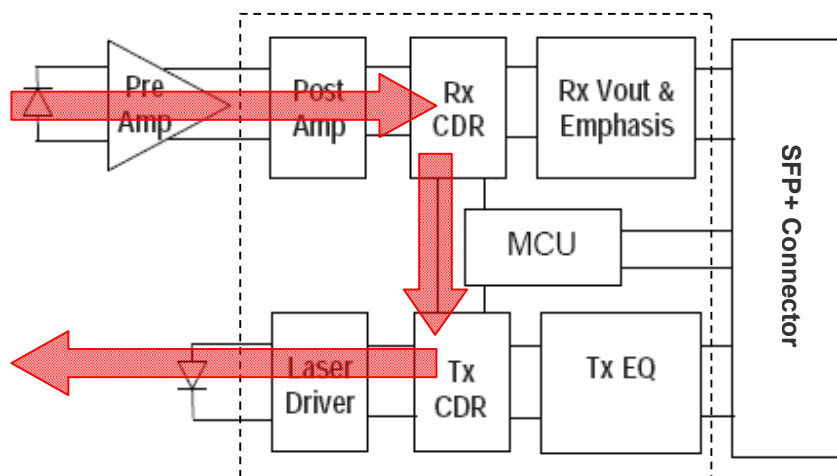 Pre
Amp
Post
Amp
Rx
CDR
Rx Vout &
Emphasis
SFP+ Connector
MCU
Laser
Driver
Tx
CDR
Tx EQ